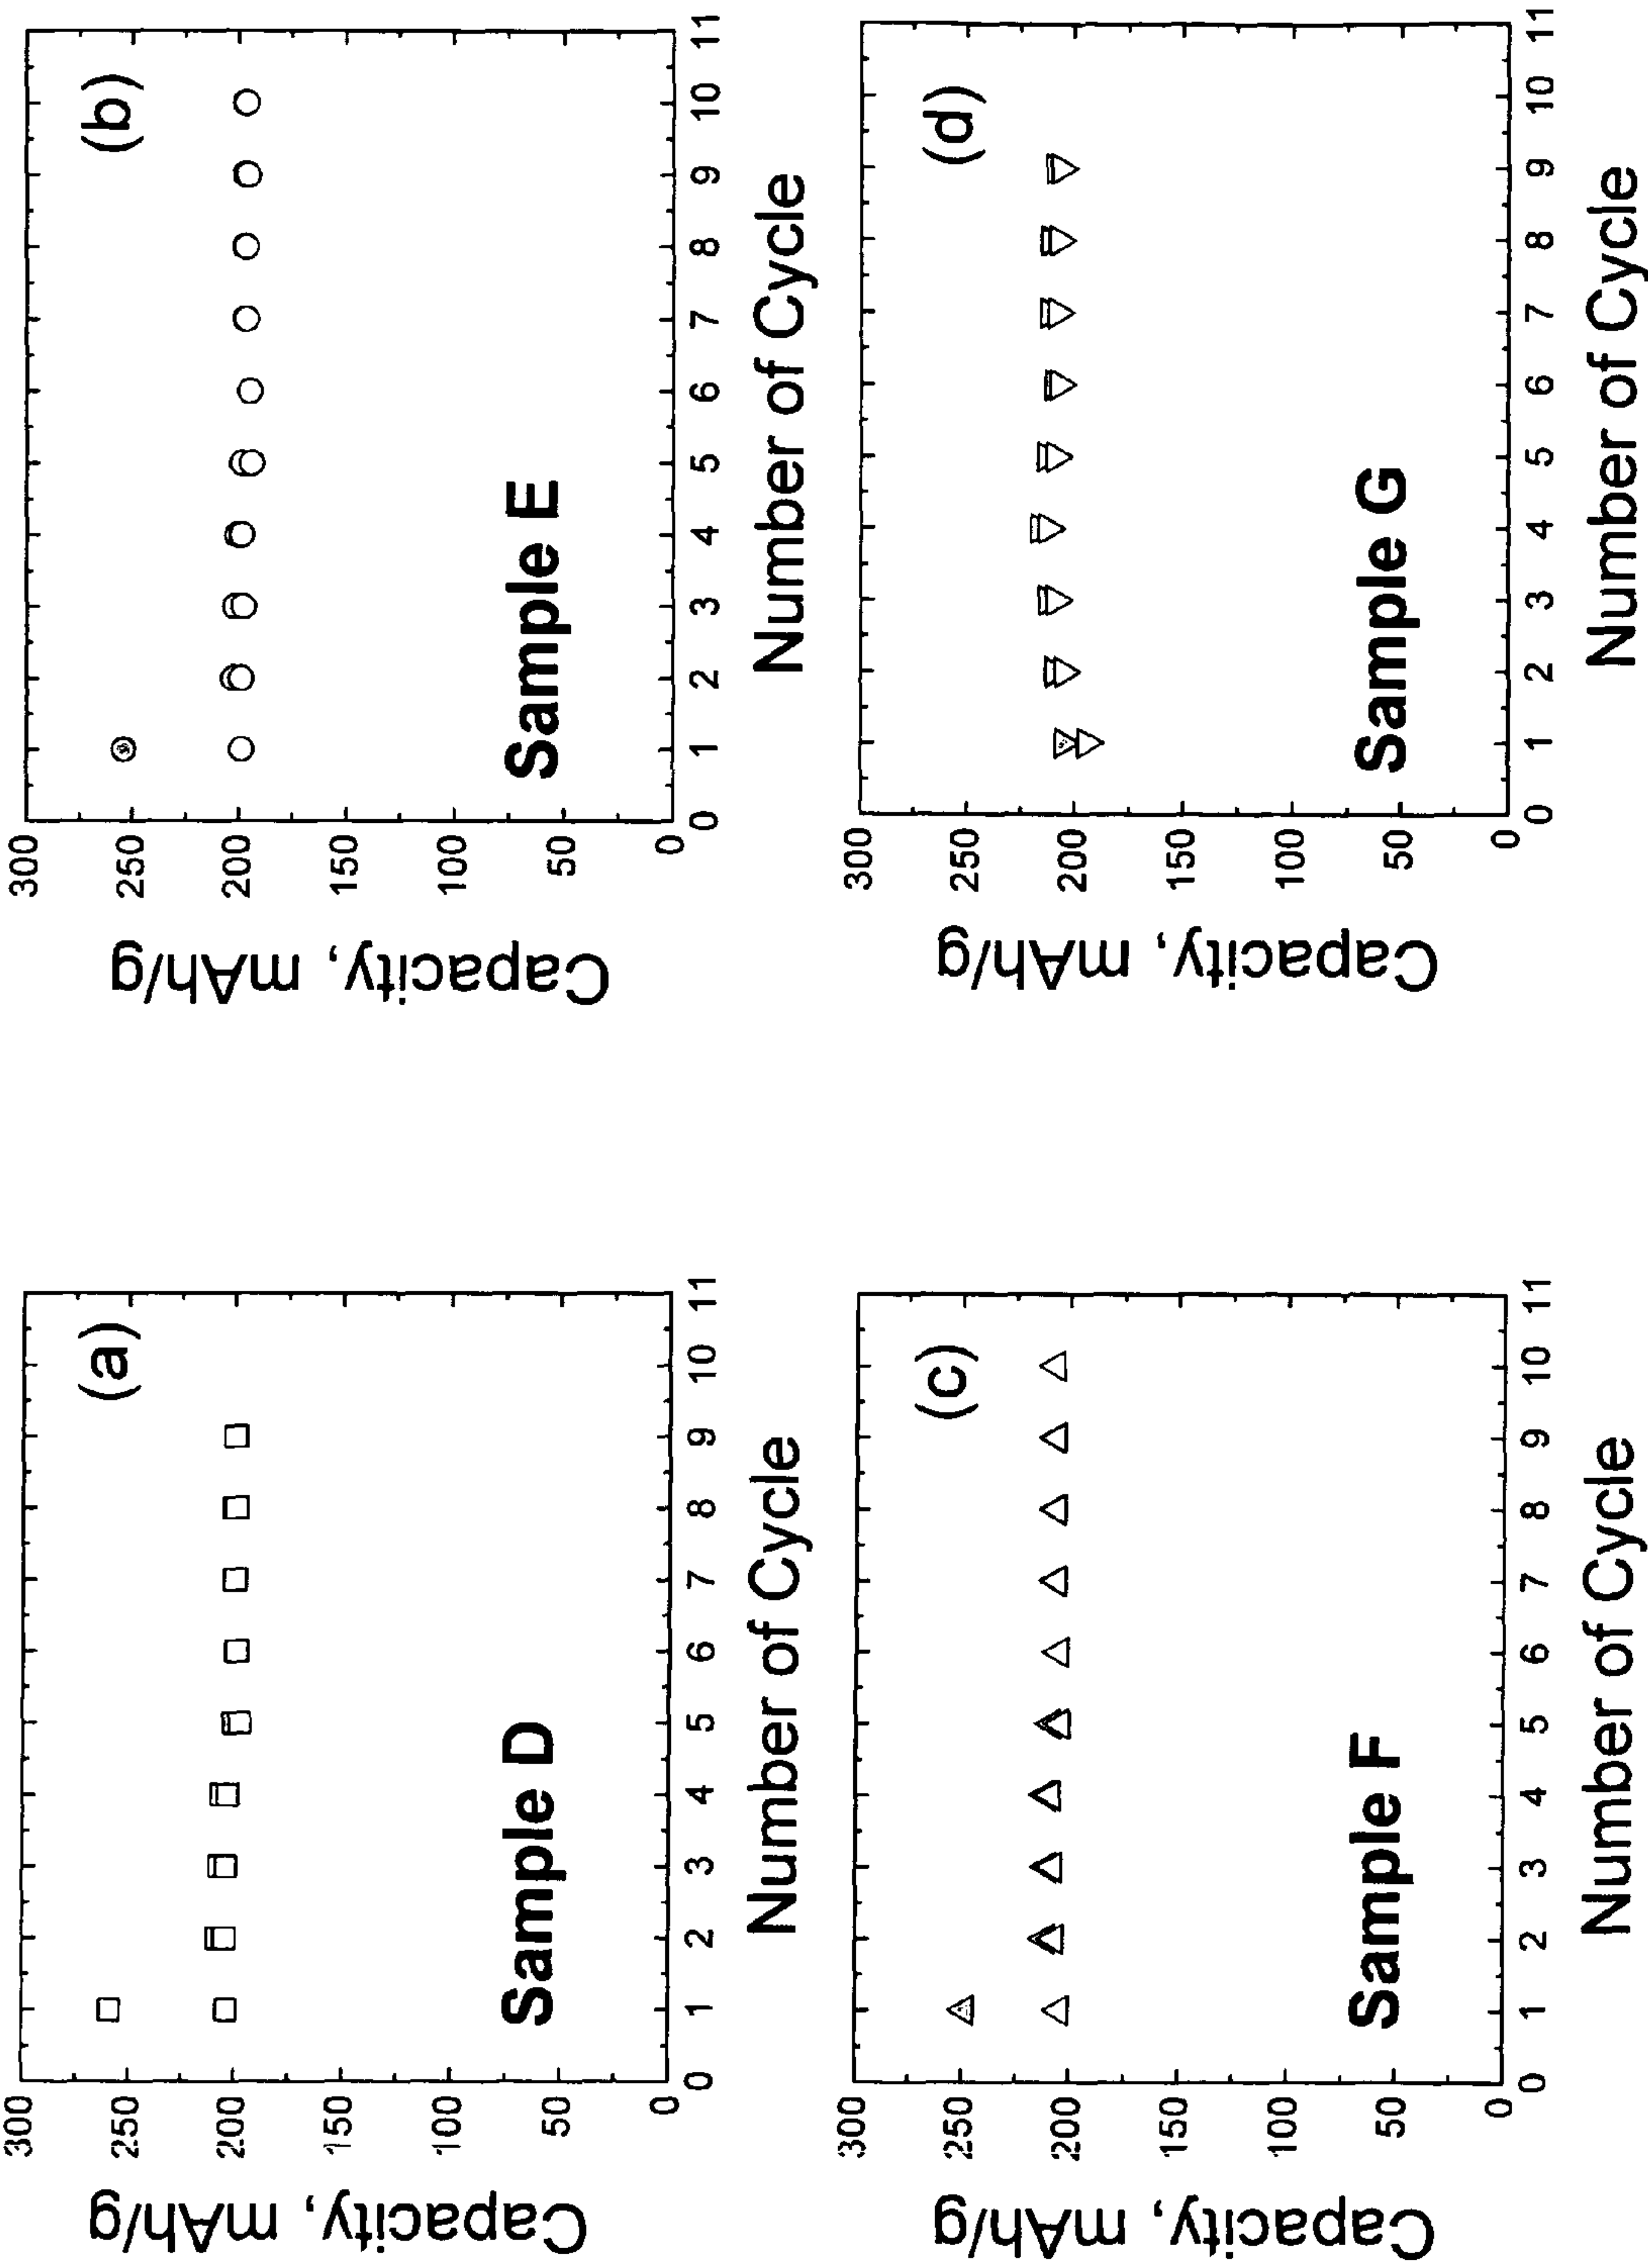 (a)
Capacity, mAh/g
300
250
200
150
100
50
0
Sample D
0 1 2 3 4 5 6 7 8 9 10 11
Number of Cycle
(b)
Capacity, mAh/g
300
250
200
150
100
50
0
Sample E
0 1 2 3 4 5 6 7 8 9 10 11
Number of Cycle
(c)
Capacity, mAh/g
300
250
200
150
100
50
0
Sample F
0 1 2 3 4 5 6 7 8 9 10 11
Number of Cycle
(d)
Capacity, mAh/g
300
250
200
150
100
50
0
Sample G
0 1 2 3 4 5 6 7 8 9 10 11
Number of Cycle